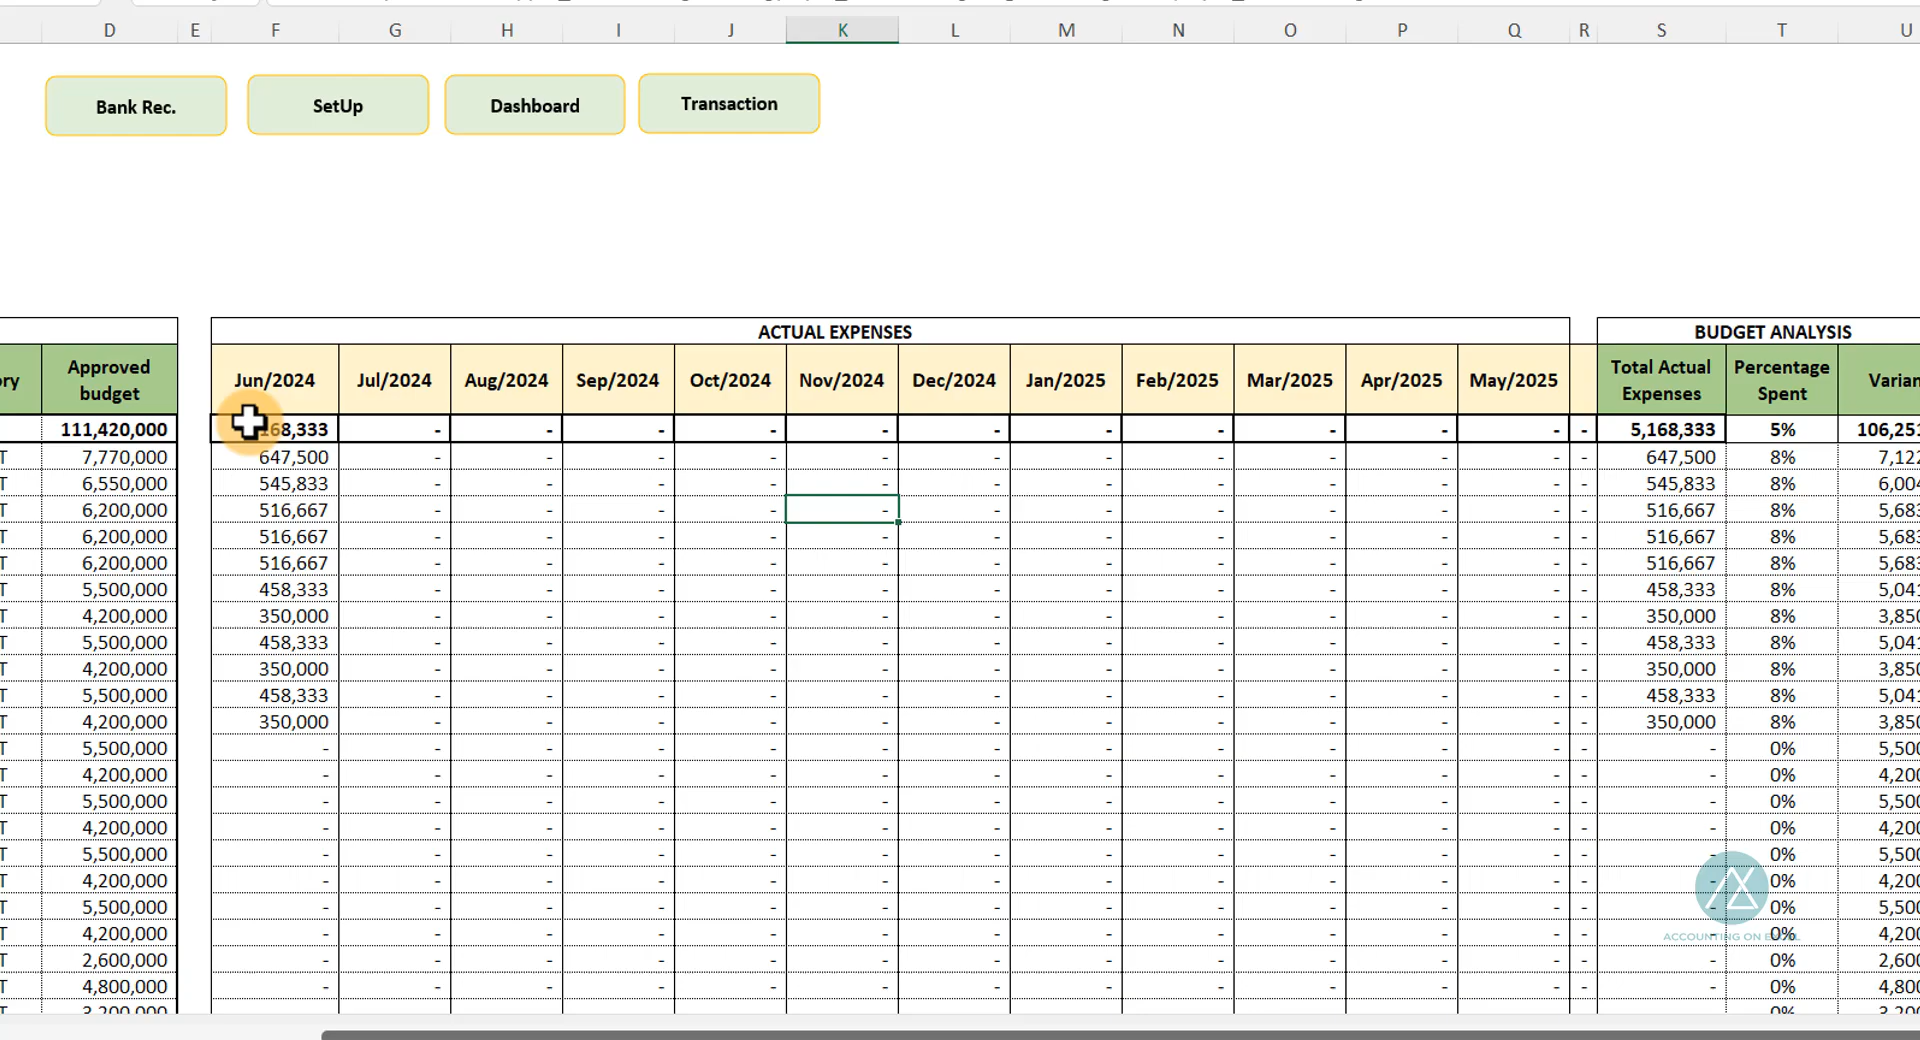 D E F G H I J K L M N O P Q R S T U
Bank Rec. SetUp Dashboard Transaction
ACTUAL EXPENSES BUDGET ANALYSIS
Approved budget Jun/2024 Jul/2024 Aug/2024 Sep/2024 Oct/2024 Nov/2024 Dec/2024 Jan/2025 Feb/2025 Mar/2025 Apr/2025 May/2025 Total Actual Expenses Percentage Spent
111,420,000 - - - - - - - - - - - - 5,168,333 5%
T 7,770,000 647,500 - - - - - - - - - - - - 647,500 8%
T 6,550,000 545,833 - - - - - - - - - - - - 545,833 8%
T 6,200,000 516,667 - - - - - - - - - - - - 516,667 8%
T 6,200,000 516,667 - - - - - - - - - - - - 516,667 8%
T 6,200,000 516,667 - - - - - - - - - - - - 516,667 8%
T 5,500,000 458,333 - - - - - - - - - - - - 458,333 8%
T 4,200,000 350,000 - - - - - - - - - - - - 350,000 8%
T 5,500,000 458,333 - - - - - - - - - - - - 458,333 8%
T 4,200,000 350,000 - - - - - - - - - - - - 350,000 8%
T 5,500,000 458,333 - - - - - - - - - - - - 458,333 8%
T 4,200,000 350,000 - - - - - - - - - - - - 350,000 8%
T 5,500,000 - - - - - - - - - - - - - - 0%
T 4,200,000 - - - - - - - - - - - - - - 0%
T 5,500,000 - - - - - - - - - - - - - - 0%
T 4,200,000 - - - - - - - - - - - - - - 0%
T 5,500,000 - - - - - - - - - - - - - - 0%
T 4,200,000 - - - - - - - - - - - - - - 0%
T 5,500,000 - - - - - - - - - - - - - - 0%
T 4,200,000 - - - - - - - - - - - - - - 0%
T 2,600,000 - - - - - - - - - - - - - - 0%
T 4,800,000 - - - - - - - - - - - - - - 0%
ACCOUNTING ON EXCEL